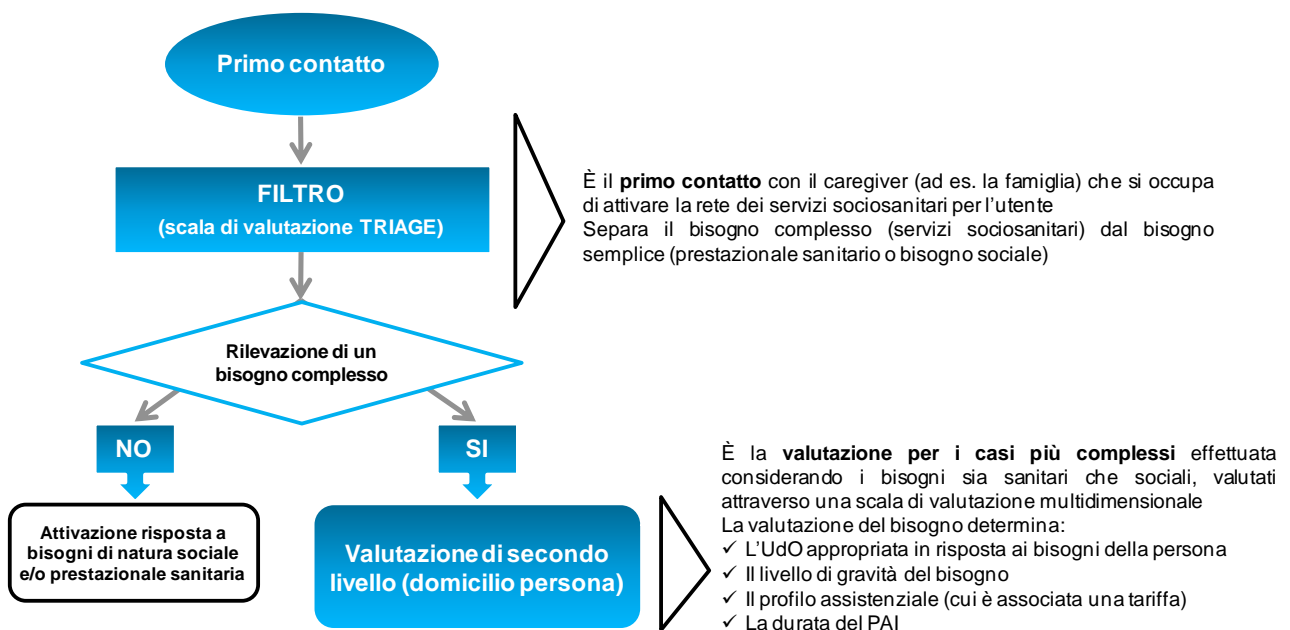 Primo contatto
FILTRO
(scala di valutazione TRIAGE)
È il primo contatto con il caregiver (ad es. la famiglia) che si occupa
di attivare la rete dei servizi sociosanitari per l'utente
Separa il bisogno complesso (servizi sociosanitari) dal bisogno
semplice (prestazionale sanitario o bisogno sociale)
Rilevazione di un
bisogno complesso
NO
SI
Attivazione risposta a
bisogni di natura sociale
e/o prestazionale sanitaria
Valutazione di secondo
livello (domicilio persona)
È la valutazione per i casi più complessi effettuata
considerando i bisogni sia sanitari che sociali, valutati
attraverso una scala di valutazione multidimensionale
La valutazione del bisogno determina:
✓ L'UdO appropriata in risposta ai bisogni della persona
✓ Il livello di gravità del bisogno
✓ Il profilo assistenziale (cui è associata una tariffa)
✓ La durata del PAI